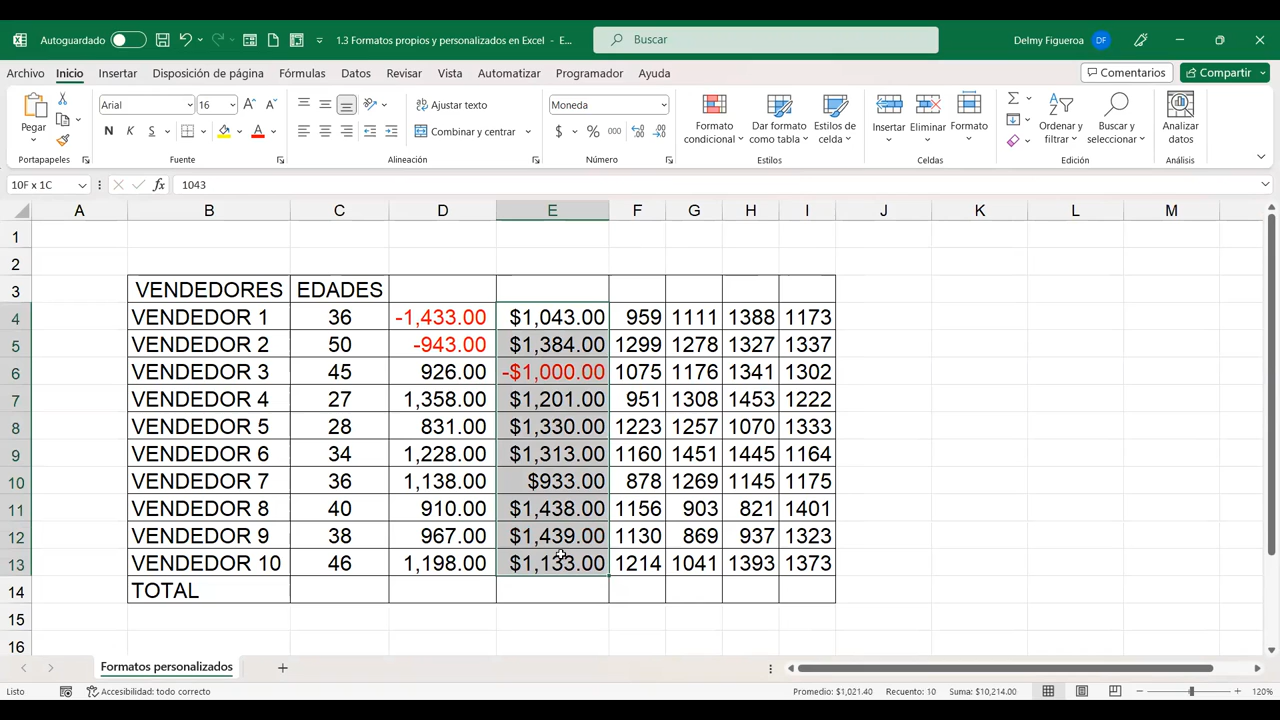 Autoguardado
1.3 Formatos propios y personalizados en Excel - E...
Buscar
Delmy Figueroa DF
Archivo Inicio Insertar Disposición de página Fórmulas Datos Revisar Vista Automatizar Programador Ayuda
Comentarios Compartir
Pegar
Arial 16
N K S
Ajustar texto
Combinar y centrar
Moneda
$ % 000
Formato condicional
Dar formato como tabla
Estilos de celda
Insertar
Eliminar
Formato
Ordenar y filtrar
Buscar y seleccionar
Analizar datos
Portapapeles Fuente Alineación Número Estilos Celdas Edición Análisis
10F x 1C fx 1043
A B C D E F G H I J K L M
1
2
3 VENDEDORES EDADES
4 VENDEDOR 1 36 -1,433.00 $1,043.00 959 1111 1388 1173
5 VENDEDOR 2 50 -943.00 $1,384.00 1299 1278 1327 1337
6 VENDEDOR 3 45 926.00 -$1,000.00 1075 1176 1341 1302
7 VENDEDOR 4 27 1,358.00 $1,201.00 951 1308 1453 1222
8 VENDEDOR 5 28 831.00 $1,330.00 1223 1257 1070 1333
9 VENDEDOR 6 34 1,228.00 $1,313.00 1160 1451 1445 1164
10 VENDEDOR 7 36 1,138.00 $933.00 878 1269 1145 1175
11 VENDEDOR 8 40 910.00 $1,438.00 1156 903 821 1401
12 VENDEDOR 9 38 967.00 $1,439.00 1130 869 937 1323
13 VENDEDOR 10 46 1,198.00 $1,133.00 1214 1041 1393 1373
14 TOTAL
15
16
Formatos personalizados
Listo Accesibilidad: todo correcto Promedio: $1,021.40 Recuento: 10 Suma: $10,214.00 120%